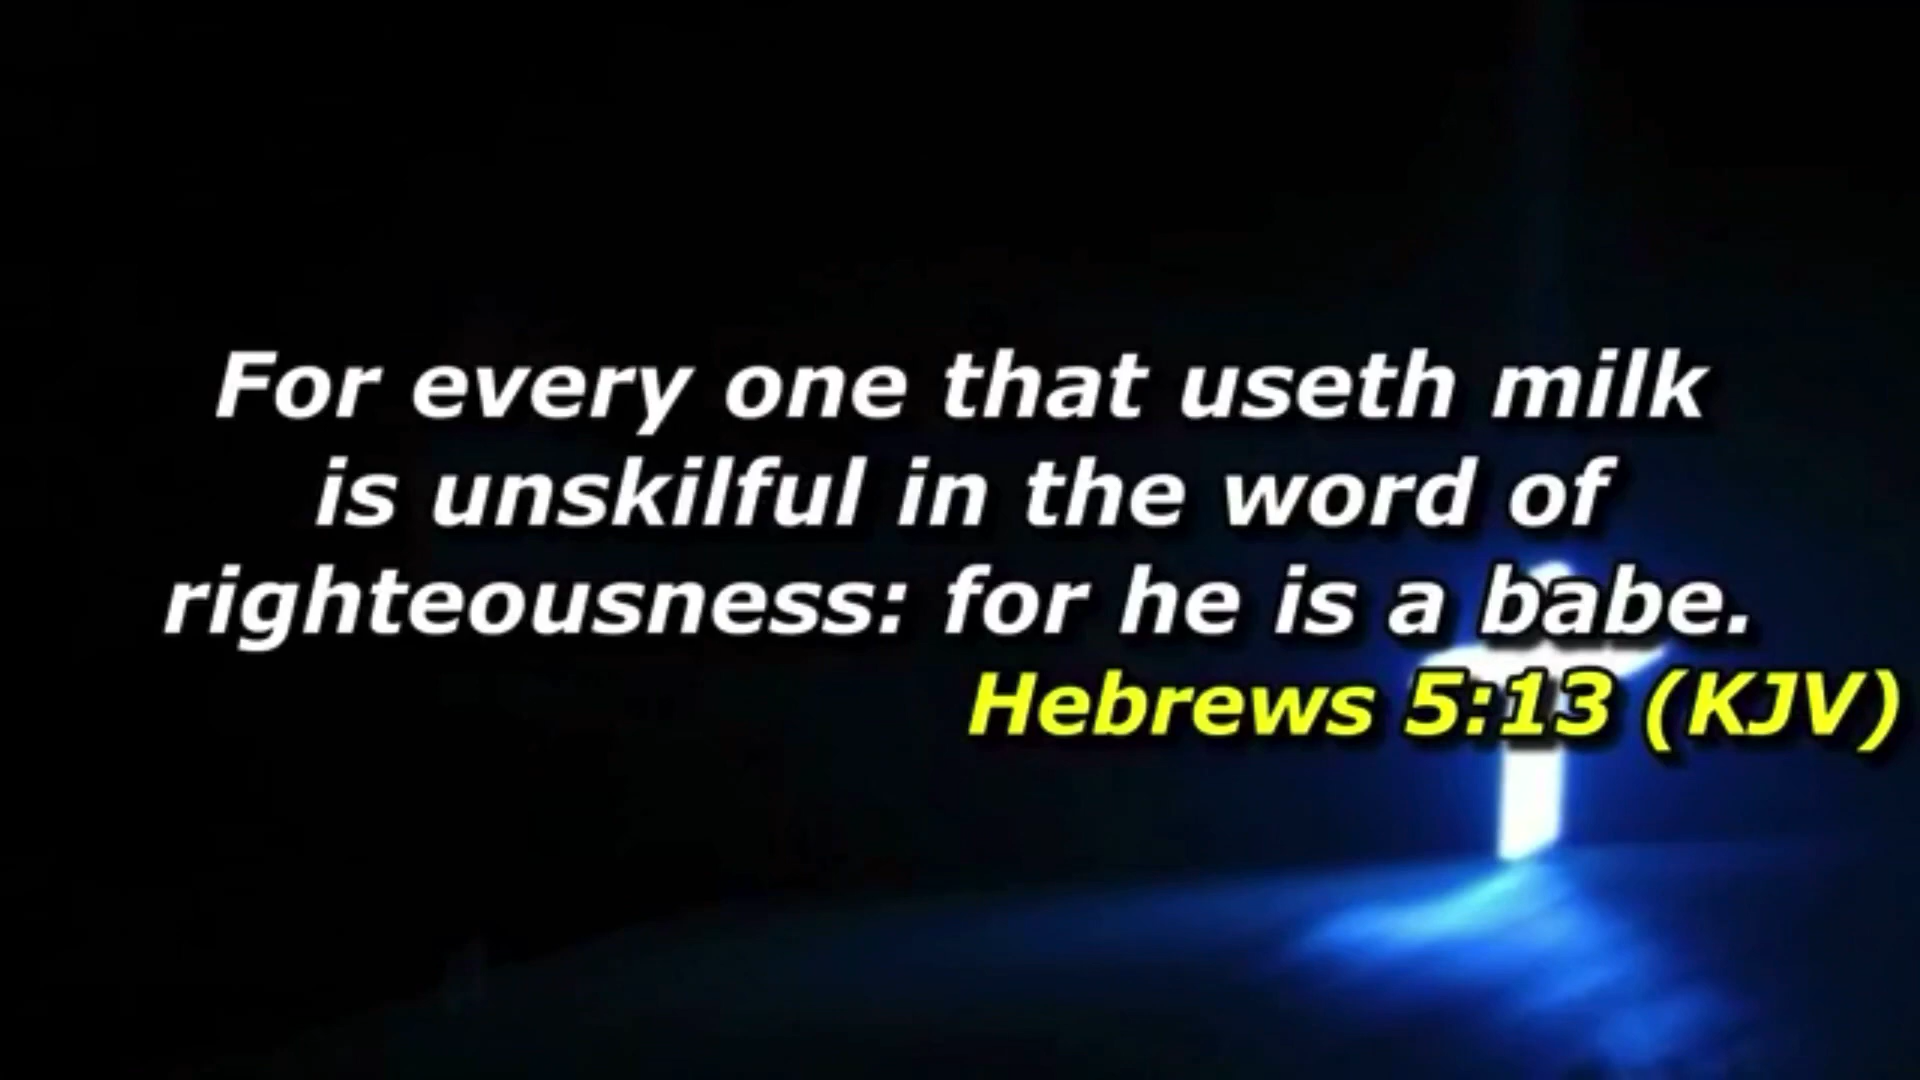 For every one that useth milk
is unskilful in the word of
righteousness: for he is a babe.
Hebrews 5:13 (KJV)